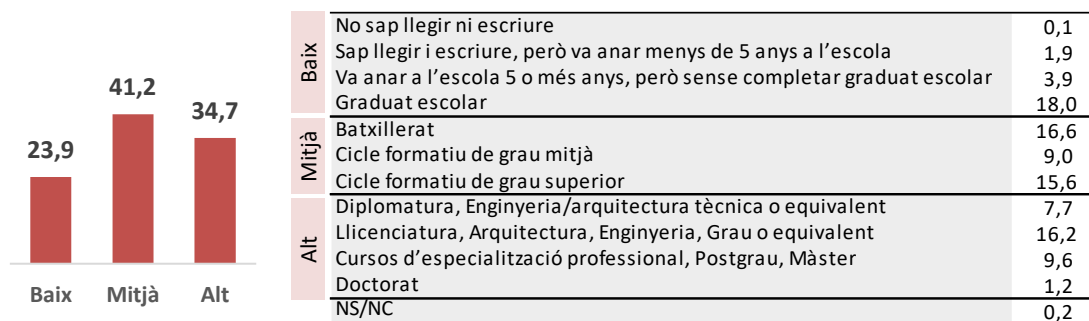 41,2
34,7
23,9
Baix Mitjà Alt
Baix
No sap llegir ni escriure 0,1
Sap llegir i escriure, però va anar menys de 5 anys a l’escola 1,9
Va anar a l’escola 5 o més anys, però sense completar graduat escolar 3,9
Graduat escolar 18,0
Mitjà
Batxillerat 16,6
Cicle formatiu de grau mitjà 9,0
Cicle formatiu de grau superior 15,6
Alt
Diplomatura, Enginyeria/arquitectura tècnica o equivalent 7,7
Llicenciatura, Arquitectura, Enginyeria, Grau o equivalent 16,2
Cursos d’especialització professional, Postgrau, Màster 9,6
Doctorat 1,2
NS/NC 0,2